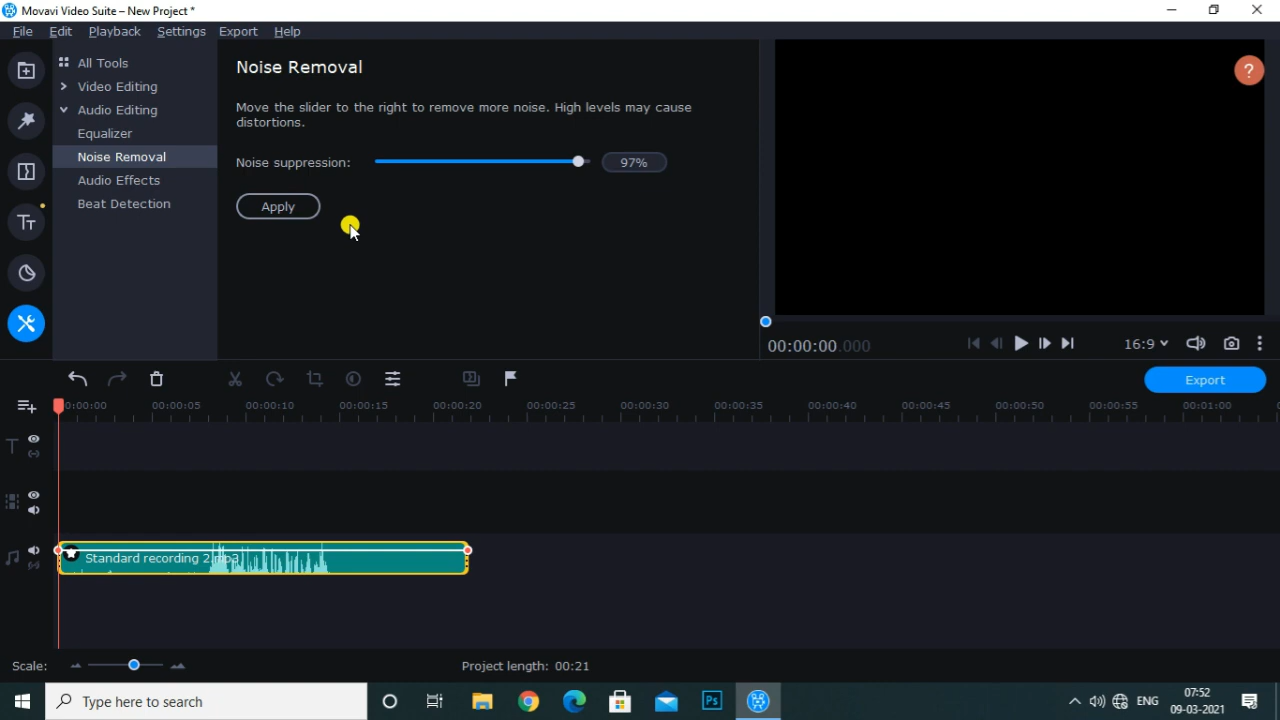 Movavi Video Suite – New Project *
File Edit Playback Settings Export Help
All Tools
Video Editing
Audio Editing
Equalizer
Noise Removal
Audio Effects
Beat Detection
Noise Removal
Move the slider to the right to remove more noise. High levels may cause
distortions.
Noise suppression: 97%
Apply
?
00:00:00.000
16:9
Export
0:00:00 00:00:05 00:00:10 00:00:15 00:00:20 00:00:25 00:00:30 00:00:35 00:00:40 00:00:45 00:00:50 00:00:55 00:01:00
Standard recording 2.mp3
Scale:
Project length: 00:21
Type here to search
Ps
ENG
07:52
09-03-2021